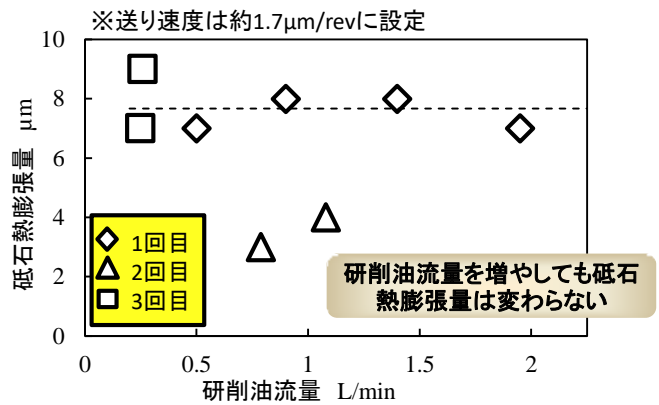 ※送り速度は約1.7μm/revに設定
砥石熱膨張量 μm
10
8
6
4
2
0
1回目
2回目
3回目
研削油流量を増やしても砥石
熱膨張量は変わらない
0
0.5
1
1.5
2
研削油流量 L/min